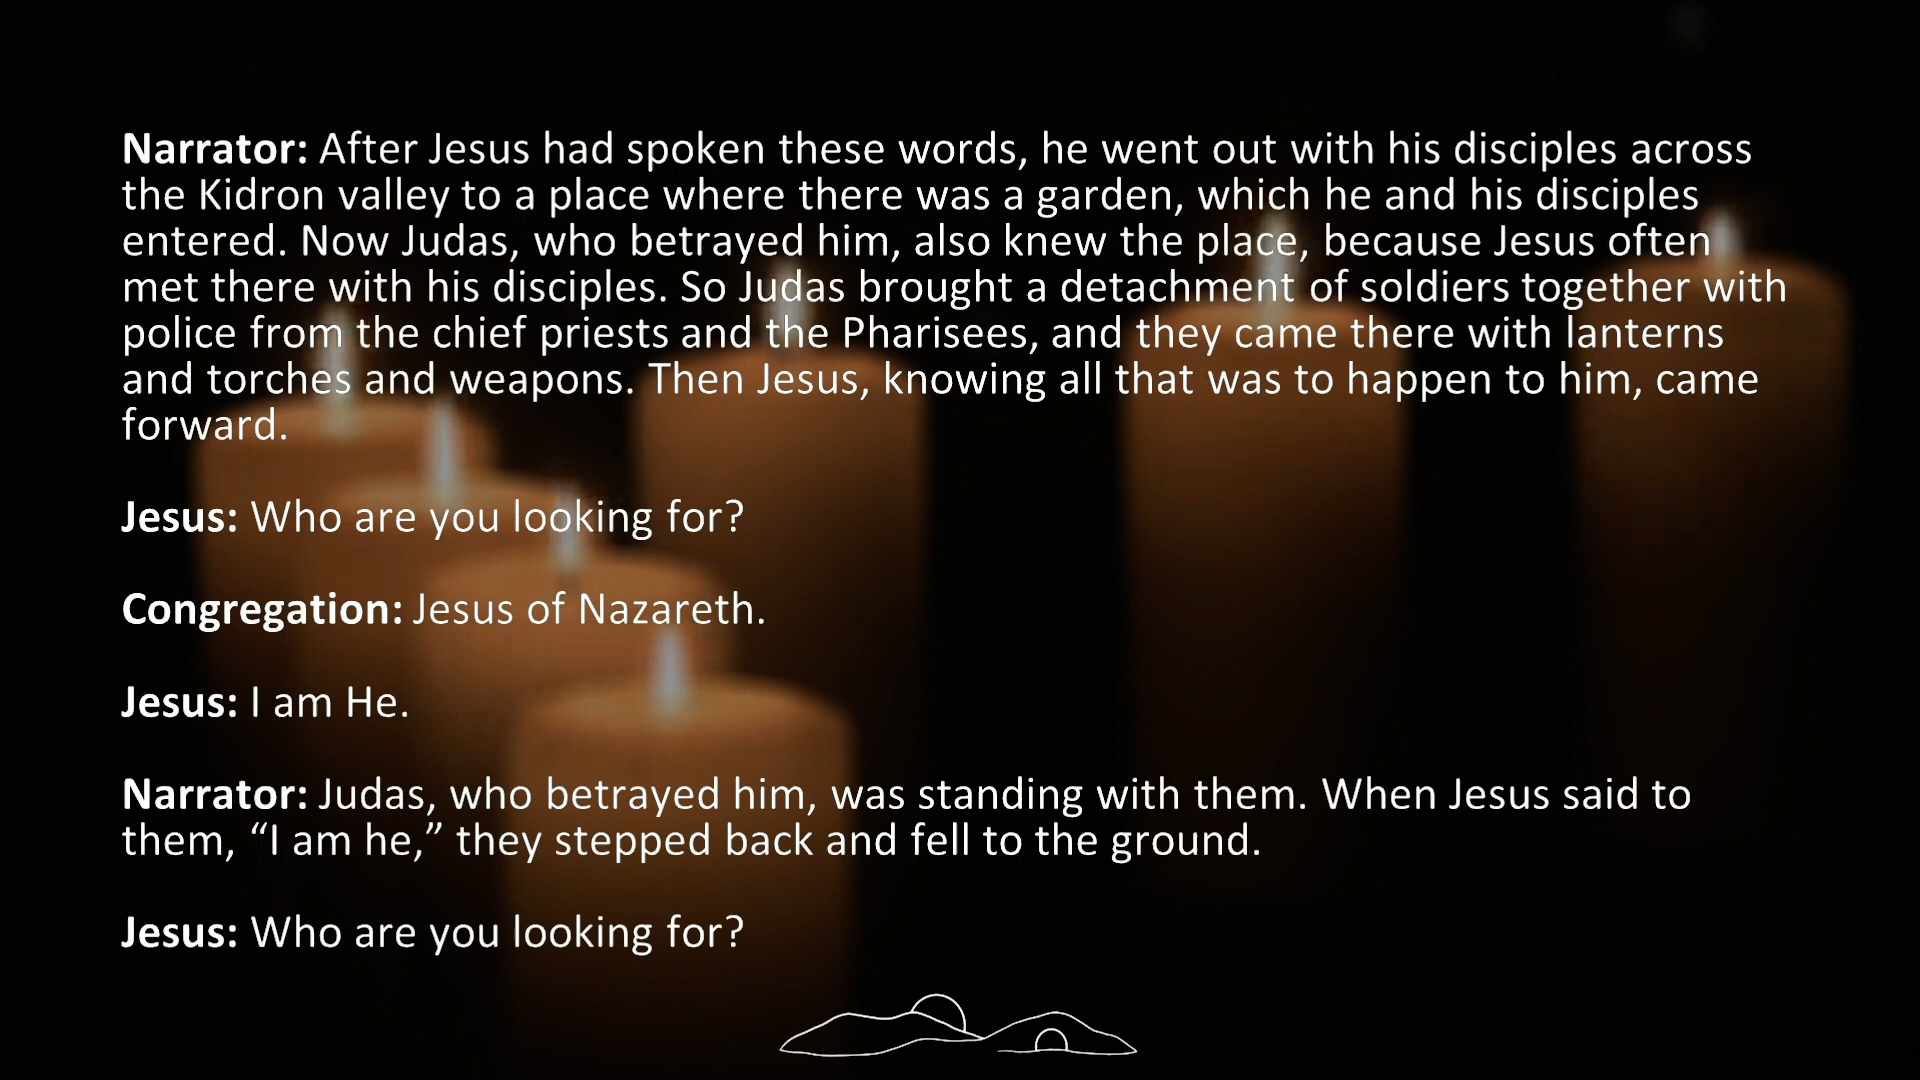 Narrator: After Jesus had spoken these words, he went out with his disciples across
the Kidron valley to a place where there was a garden, which he and his disciples
entered. Now Judas, who betrayed him, also knew the place, because Jesus often
met there with his disciples. So Judas brought a detachment of soldiers together with
police from the chief priests and the Pharisees, and they came there with lanterns
and torches and weapons. Then Jesus, knowing all that was to happen to him, came
forward.
Jesus: Who are you looking for?
Congregation: Jesus of Nazareth.
Jesus: I am He.
Narrator: Judas, who betrayed him, was standing with them. When Jesus said to
them, “I am he,” they stepped back and fell to the ground.
Jesus: Who are you looking for?